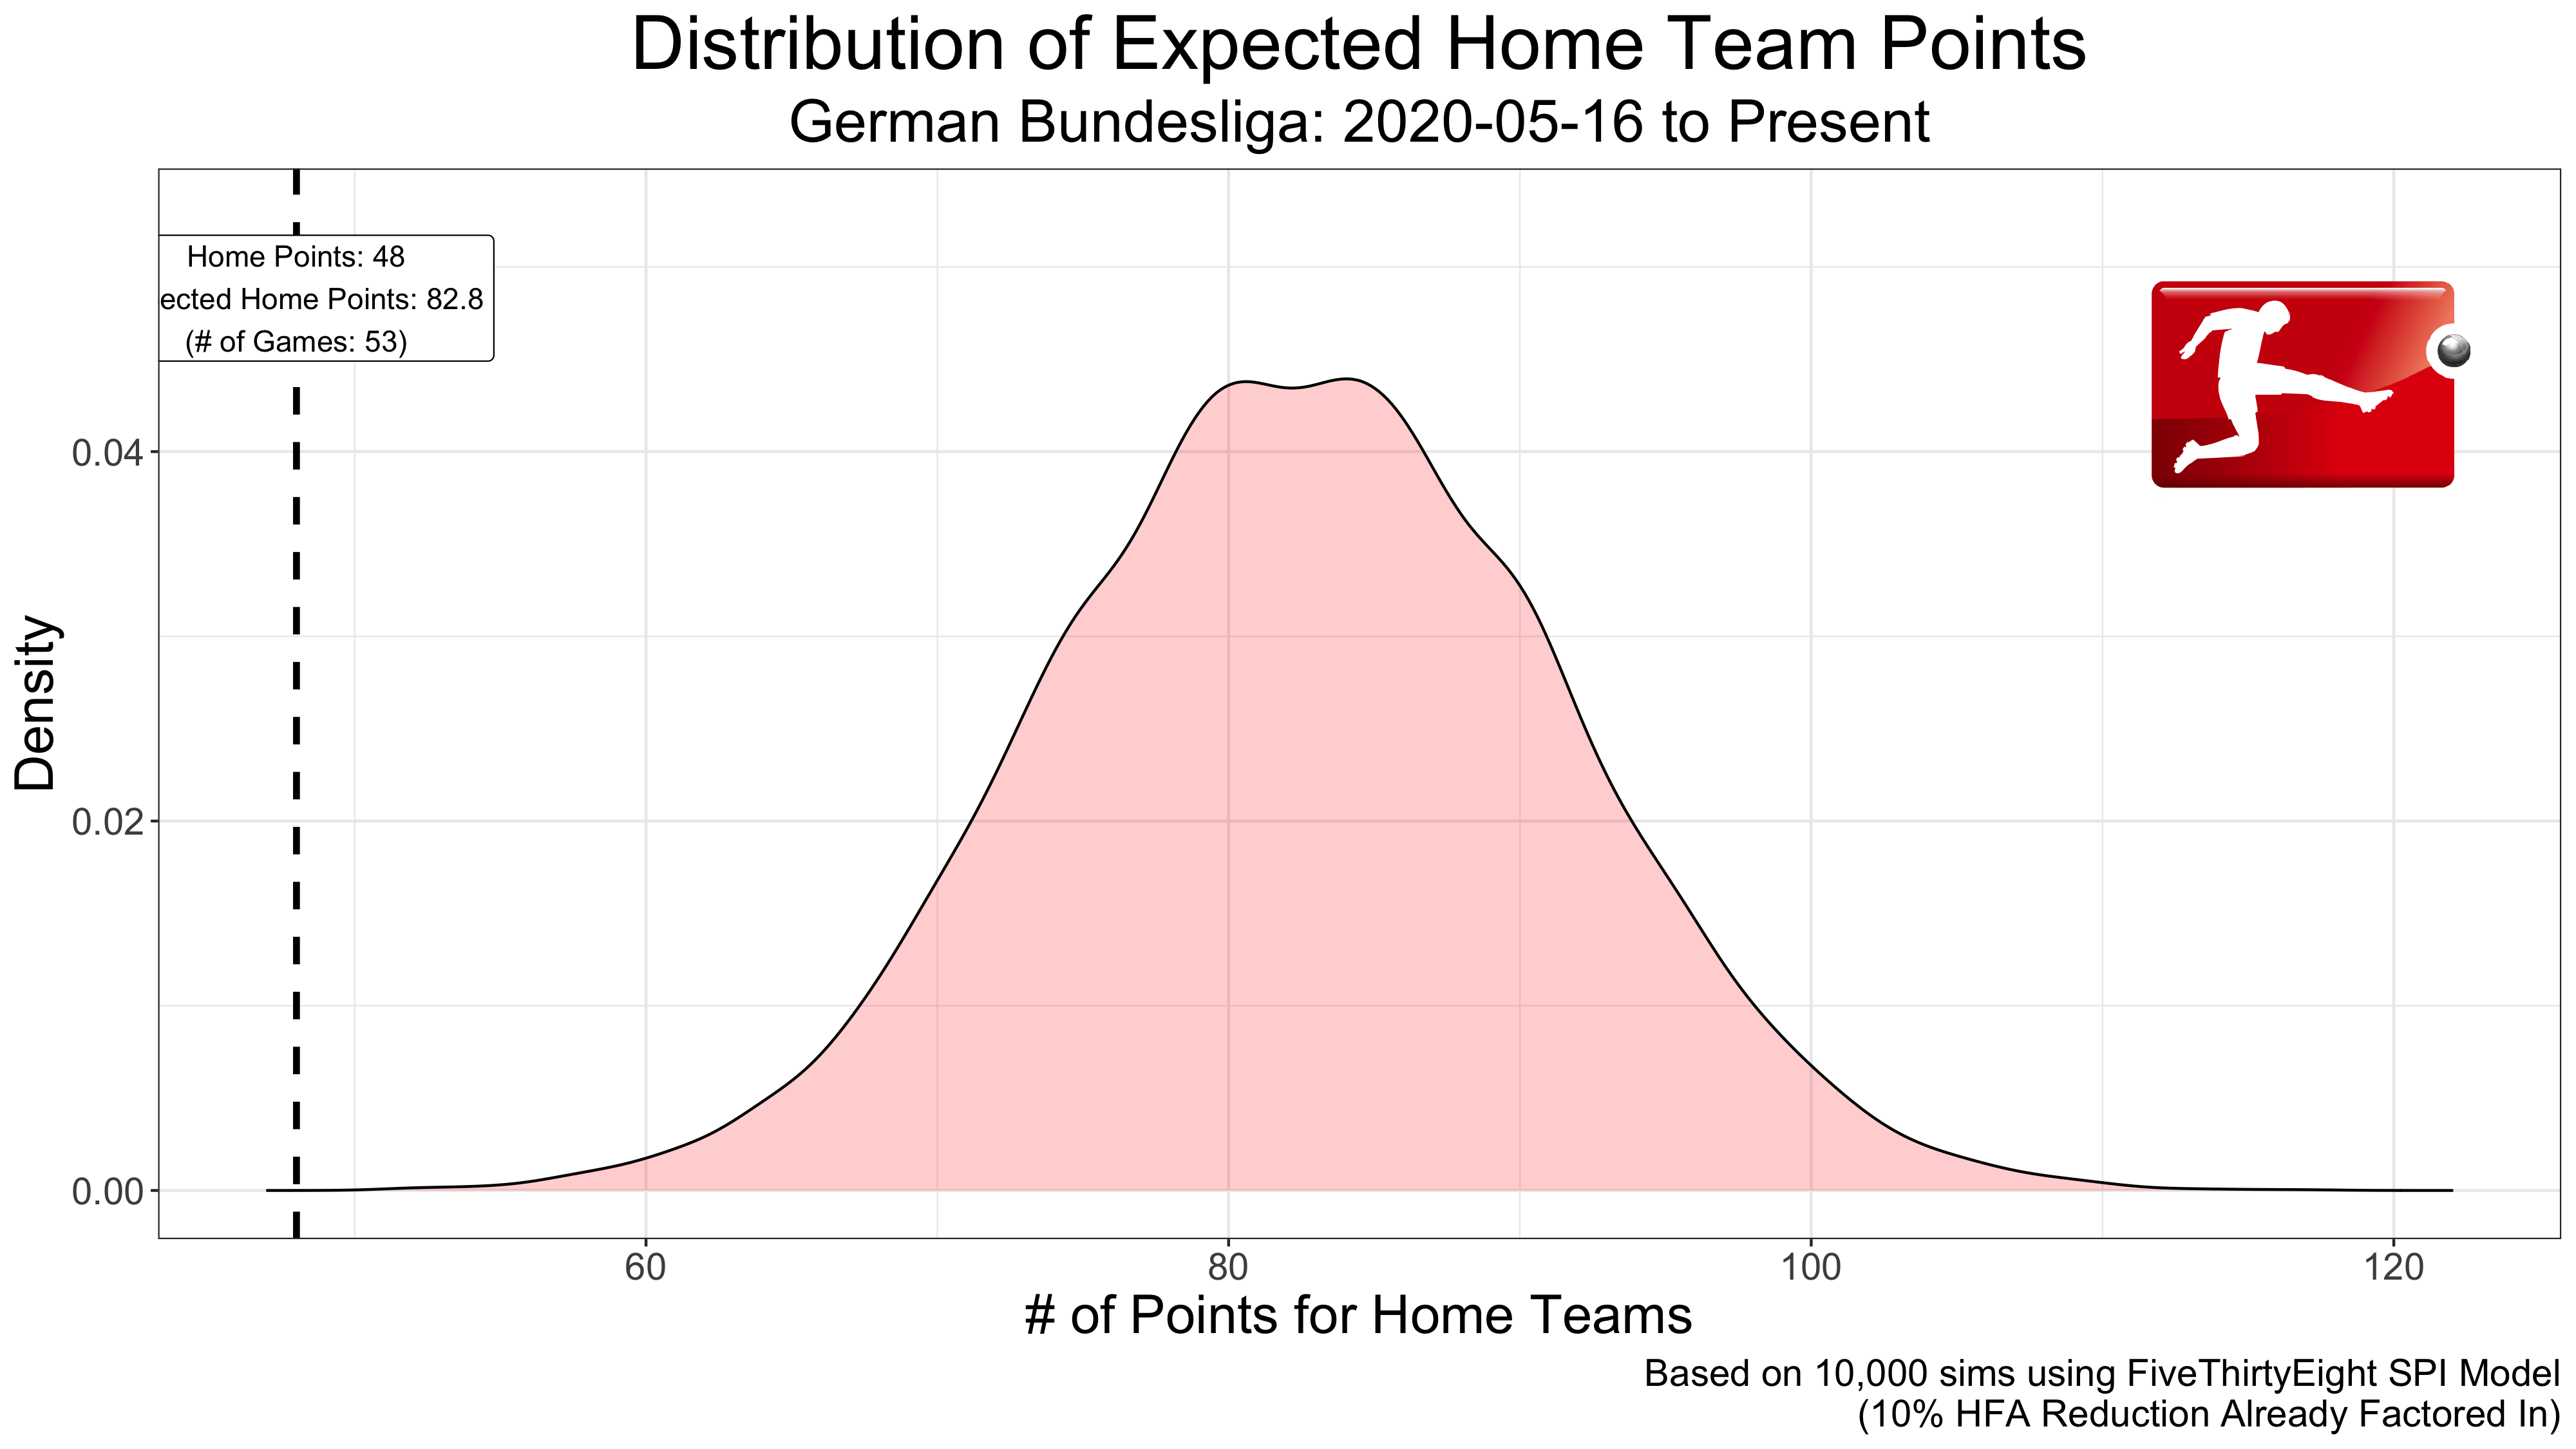 Distribution of Expected Home Team Points
German Bundesliga: 2020-05-16 to Present
Home Points: 48
ected Home Points: 82.8
(# of Games: 53)
Density
0.04
0.02
0.00
60 80 100 120
# of Points for Home Teams
Based on 10,000 sims using FiveThirtyEight SPI Model
(10% HFA Reduction Already Factored In)